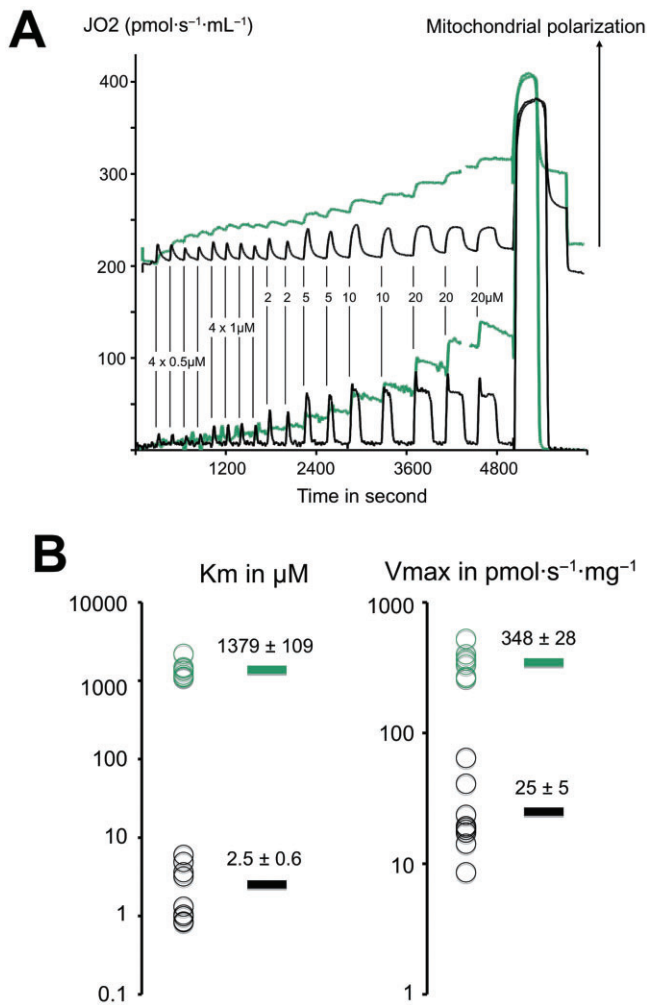 A
JO2 (pmol·s⁻¹·mL⁻¹)
Mitochondrial polarization
400
300
200
100
2 2 5 5 10 10 20 20 20µM
4 x 1µM
4 x 0.5µM
1200 2400 3600 4800
Time in second
B
Km in µM
Vmax in pmol·s⁻¹·mg⁻¹
10000
1000
100
10
1
0.1
1379 ± 109
2.5 ± 0.6
1000
100
10
1
348 ± 28
25 ± 5